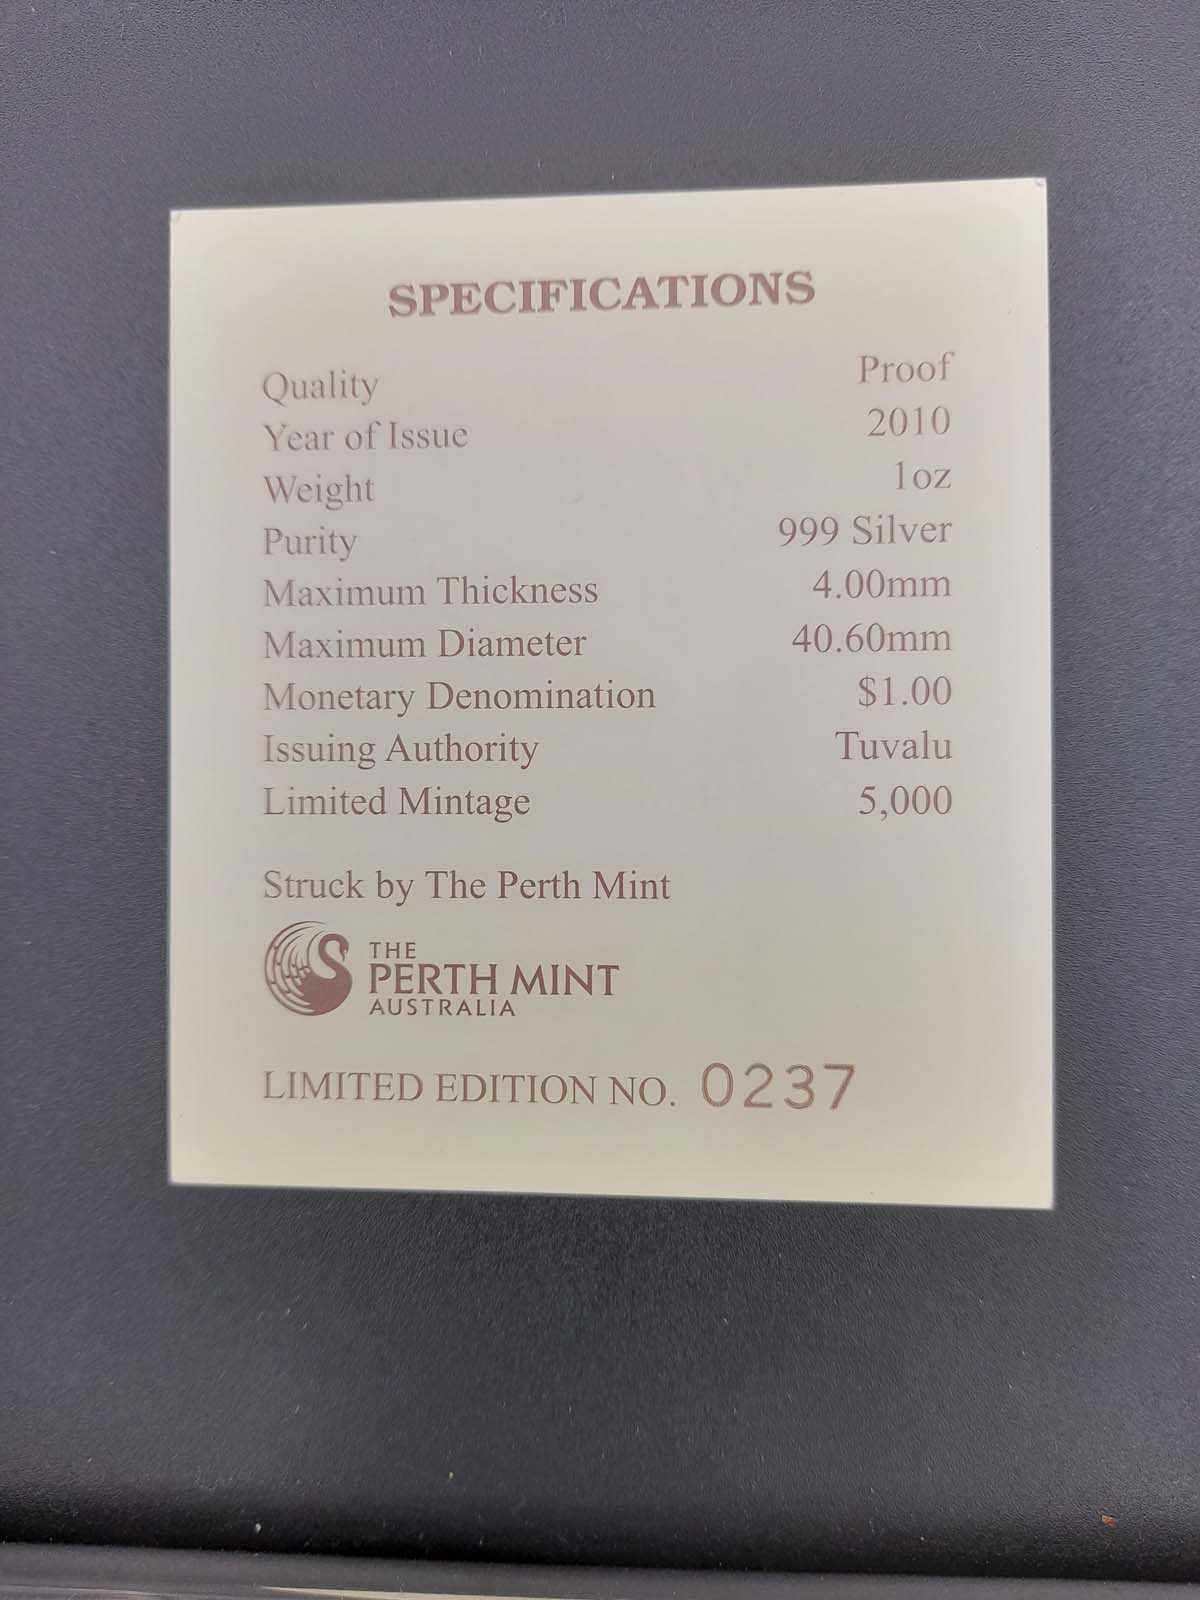 SPECIFICATIONS
Quality Proof
Year of Issue 2010
Weight 1oz
Purity 999 Silver
Maximum Thickness 4.00mm
Maximum Diameter 40.60mm
Monetary Denomination $1.00
Issuing Authority Tuvalu
Limited Mintage 5,000
Struck by The Perth Mint
THE
PERTH MINT
AUSTRALIA
LIMITED EDITION NO. 0237